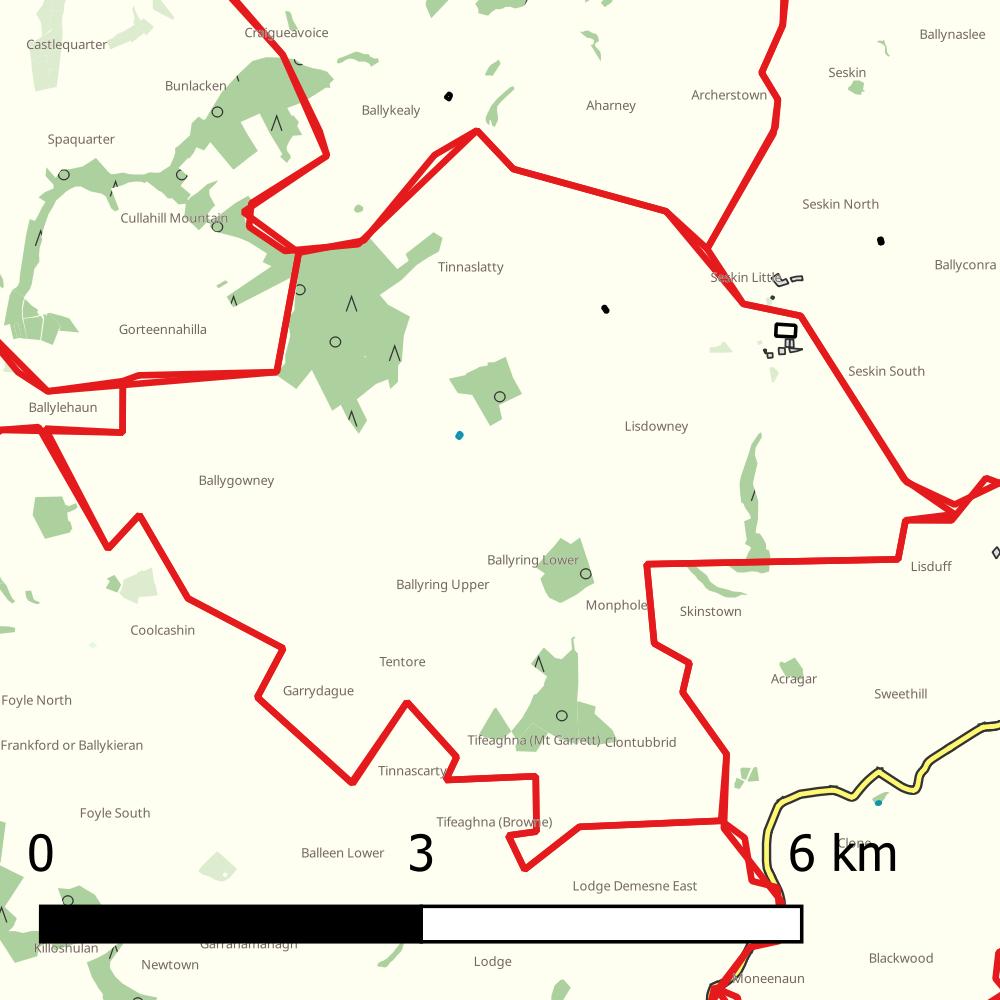 Craigueavoice
Castlequarter
Ballynaslee
Seskin
Bunlacken
Archerstown
Ballykealy
Aharney
Spaquarter
Seskin North
Cullahill Mountain
Tinnaslatty
Ballyconra
Seskin Little
Gorteennahilla
Seskin South
Ballylehaun
Lisdowney
Ballygowney
Ballyring Lower
Lisduff
Ballyring Upper
Monphole
Skinstown
Coolcashin
Tentore
Acragar
Garrydague
Sweethill
Foyle North
Tifeaghna (Mt Garrett)
Clontubbrid
Frankford or Ballykieran
Tinnascarty
Foyle South
Tifeaghna (Browne)
Clone
0 3 6 km
Balleen Lower
Lodge Demesne East
Garranamanagh
Killoshulan
Blackwood
Lodge
Newtown
Moneenaun